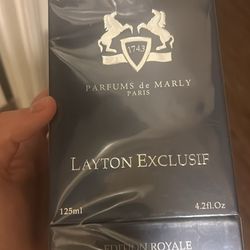 1743
PARFUMS de MARLY
PARIS
LAYTON EXCLUSIF
125ml 4.2fl.Oz
EDITION ROYALE